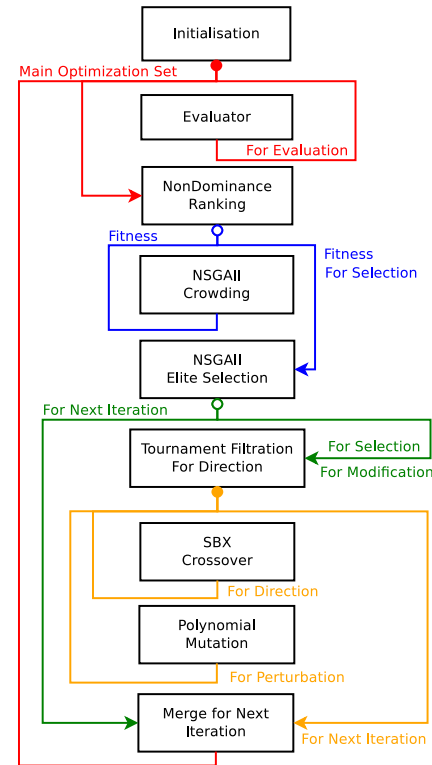 Initialisation
Main Optimization Set
Evaluator
For Evaluation
NonDominance
Ranking
Fitness
Fitness
For Selection
NSGAII
Crowding
NSGAII
Elite Selection
For Next Iteration
Tournament Filtration
For Direction
For Selection
For Modification
SBX
Crossover
For Direction
Polynomial
Mutation
For Perturbation
Merge for Next
Iteration
For Next Iteration